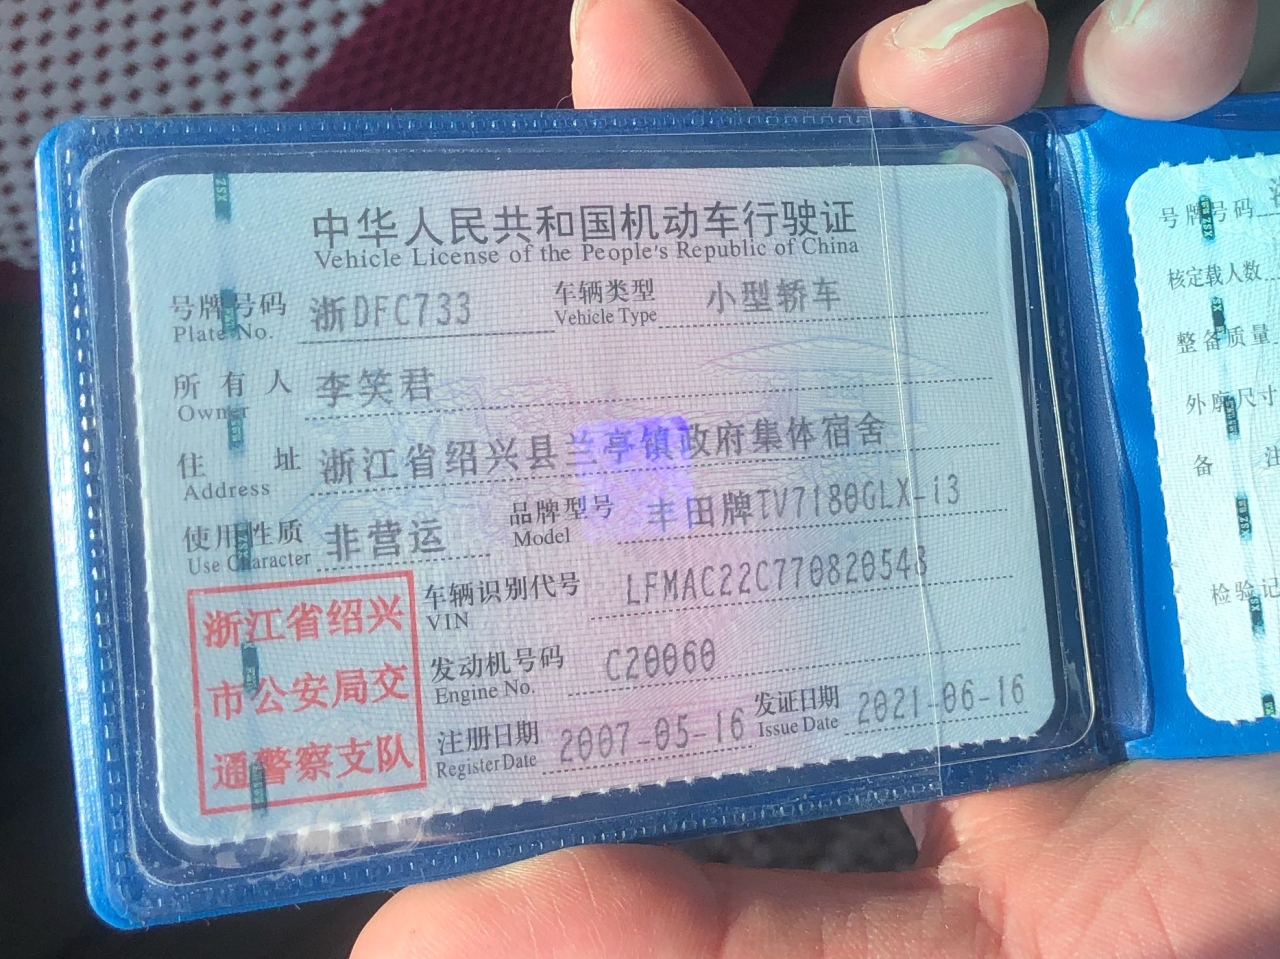 中华人民共和国机动车行驶证
Vehicle License of the People's Republic of China
号牌号码 浙DFC733 车辆类型 小型轿车
Plate No. Vehicle Type
所有人 李笑君
Owner
住址 浙江省绍兴县兰亭镇政府集体宿舍
Address
使用性质 非营运 品牌型号 丰田牌TV7180GLX-i3
Use Character Model
浙江省绍兴
市公安局交
通警察支队
车辆识别代号 LFMAC22C770820543
VIN
发动机号码 C20060
Engine No.
注册日期 2007-05-16 发证日期 2021-06-16
Register Date Issue Date
号牌号码
核定载人数
整备质量
外廓尺寸
备 注
检验记